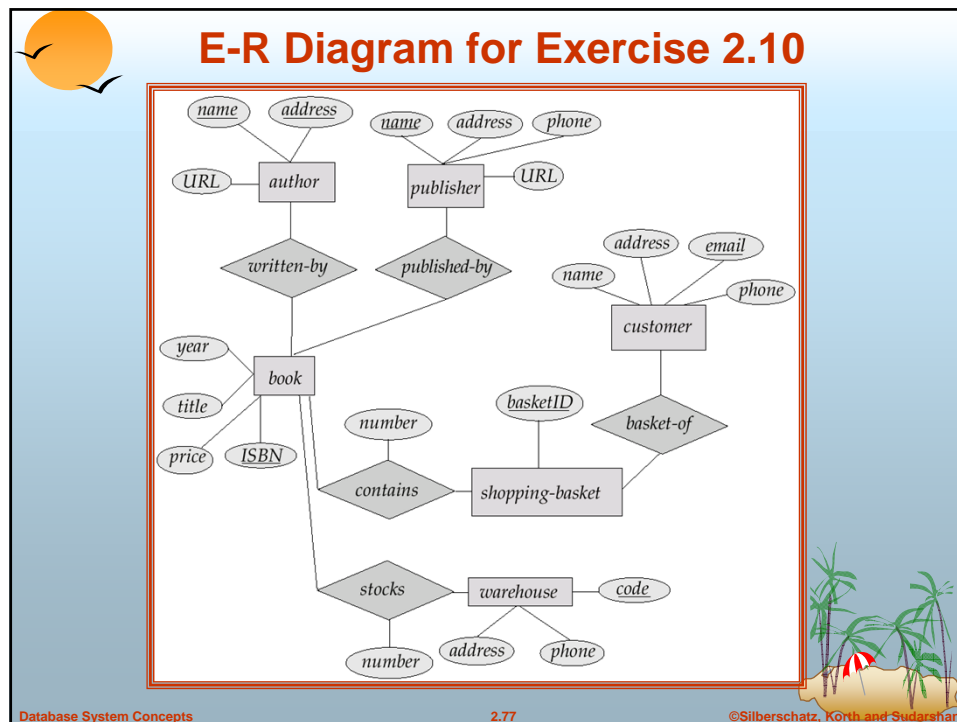 E-R Diagram for Exercise 2.10
name address
name address phone
URL author
publisher URL
written-by
published-by
address email
name phone
customer
year
book
title
price ISBN
basketID
number
basket-of
contains
shopping-basket
stocks
warehouse code
number
address phone
Database System Concepts 2.77 ©Silberschatz, Korth and Sudarshan